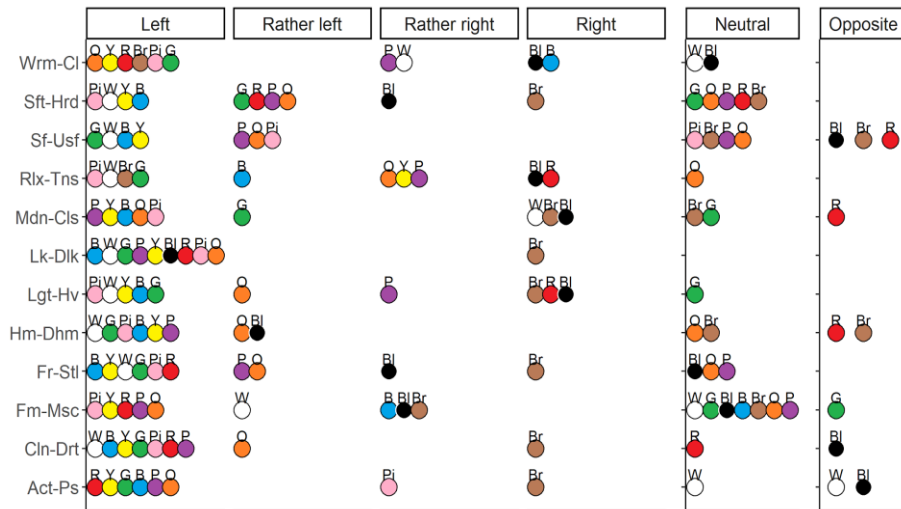 Left Rather left Rather right Right Neutral Opposite
O Y R Br Pi G P W Bl B W Bl
Wrm-Cl
Pi W Y B G R P O Bl Br G O P R Br
Sft-Hrd
G W B Y P O Pi Pi Br P O Bl Br R
Sf-Usf
Pi W Br G B O Y P Bl R O
Rlx-Tns
P Y B O Pi G W Br Bl Br G R
Mdn-Cls
B W G P Y Bl R Pi O Br
Lk-Dlk
Pi W Y B G O P Br R Bl G
Lgt-Hv
W G Pi B Y P O Bl O Br R Br
Hm-Dhm
B Y W G Pi R P O Bl Br Bl O P
Fr-Stl
Pi Y R P O W B Bl Br W G Bl B Br O P G
Fm-Msc
W B Y G Pi R P O Br R Bl
Cln-Drt
R Y G B P O Pi Br W W Bl
Act-Ps